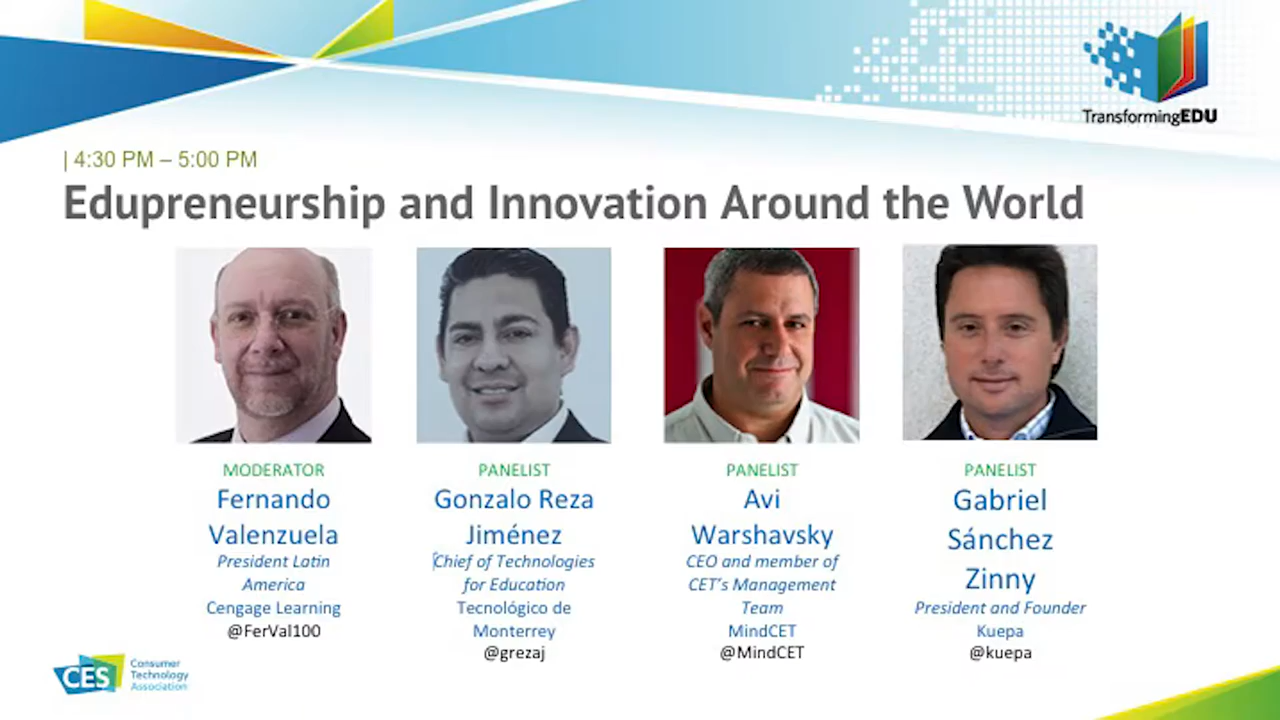 TransformingEDU
| 4:30 PM – 5:00 PM
Edupreneurship and Innovation Around the World
MODERATOR
Fernando
Valenzuela
President Latin
America
Cengage Learning
@FerVal100
PANELIST
Gonzalo Reza
Jiménez
Chief of Technologies
for Education
Tecnológico de
Monterrey
@grezaj
PANELIST
Avi
Warshavsky
CEO and member of
CET's Management
Team
MindCET
@MindCET
PANELIST
Gabriel
Sánchez
Zinny
President and Founder
Kuepa
@kuepa
CES
Consumer
Technology
Association